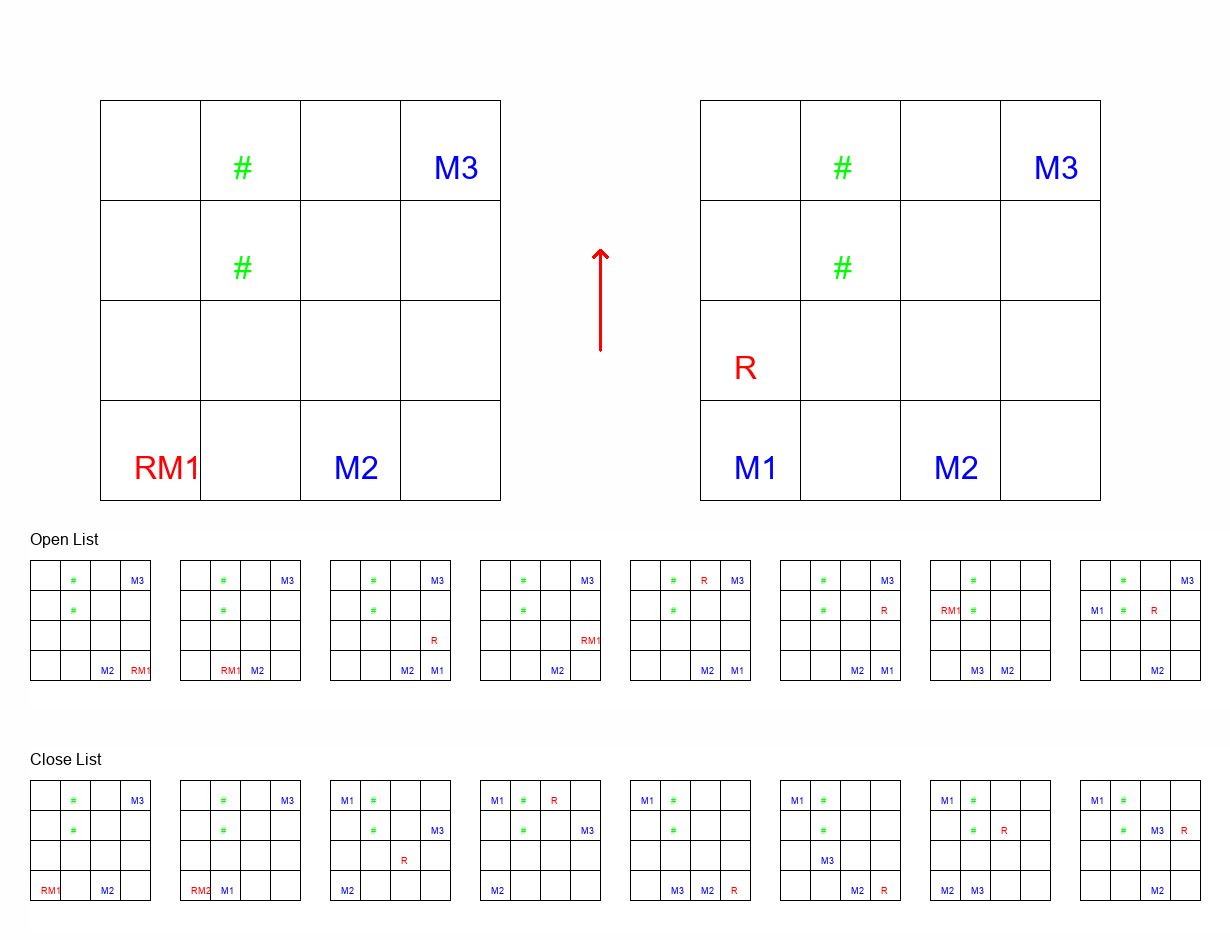 # M3 # M3
# #
R
RM1 M2 M1 M2
Open List
# M3 # M3 # M3 # M3 # R M3 # M3 # # M3
# # # # # # R RM1 # M1 # R
R RM1
M2 RM1 RM1 M2 M2 M1 M2 M2 M1 M2 M1 M3 M2 M2
Close List
# M3 # M3 M1 # M1 # R M1 # M1 # M1 # M1 #
# # # M3 # M3 # # # R # M3 R
R M3
RM1 M2 RM2 M1 M2 M2 M3 M2 R M2 R M2 M3 M2